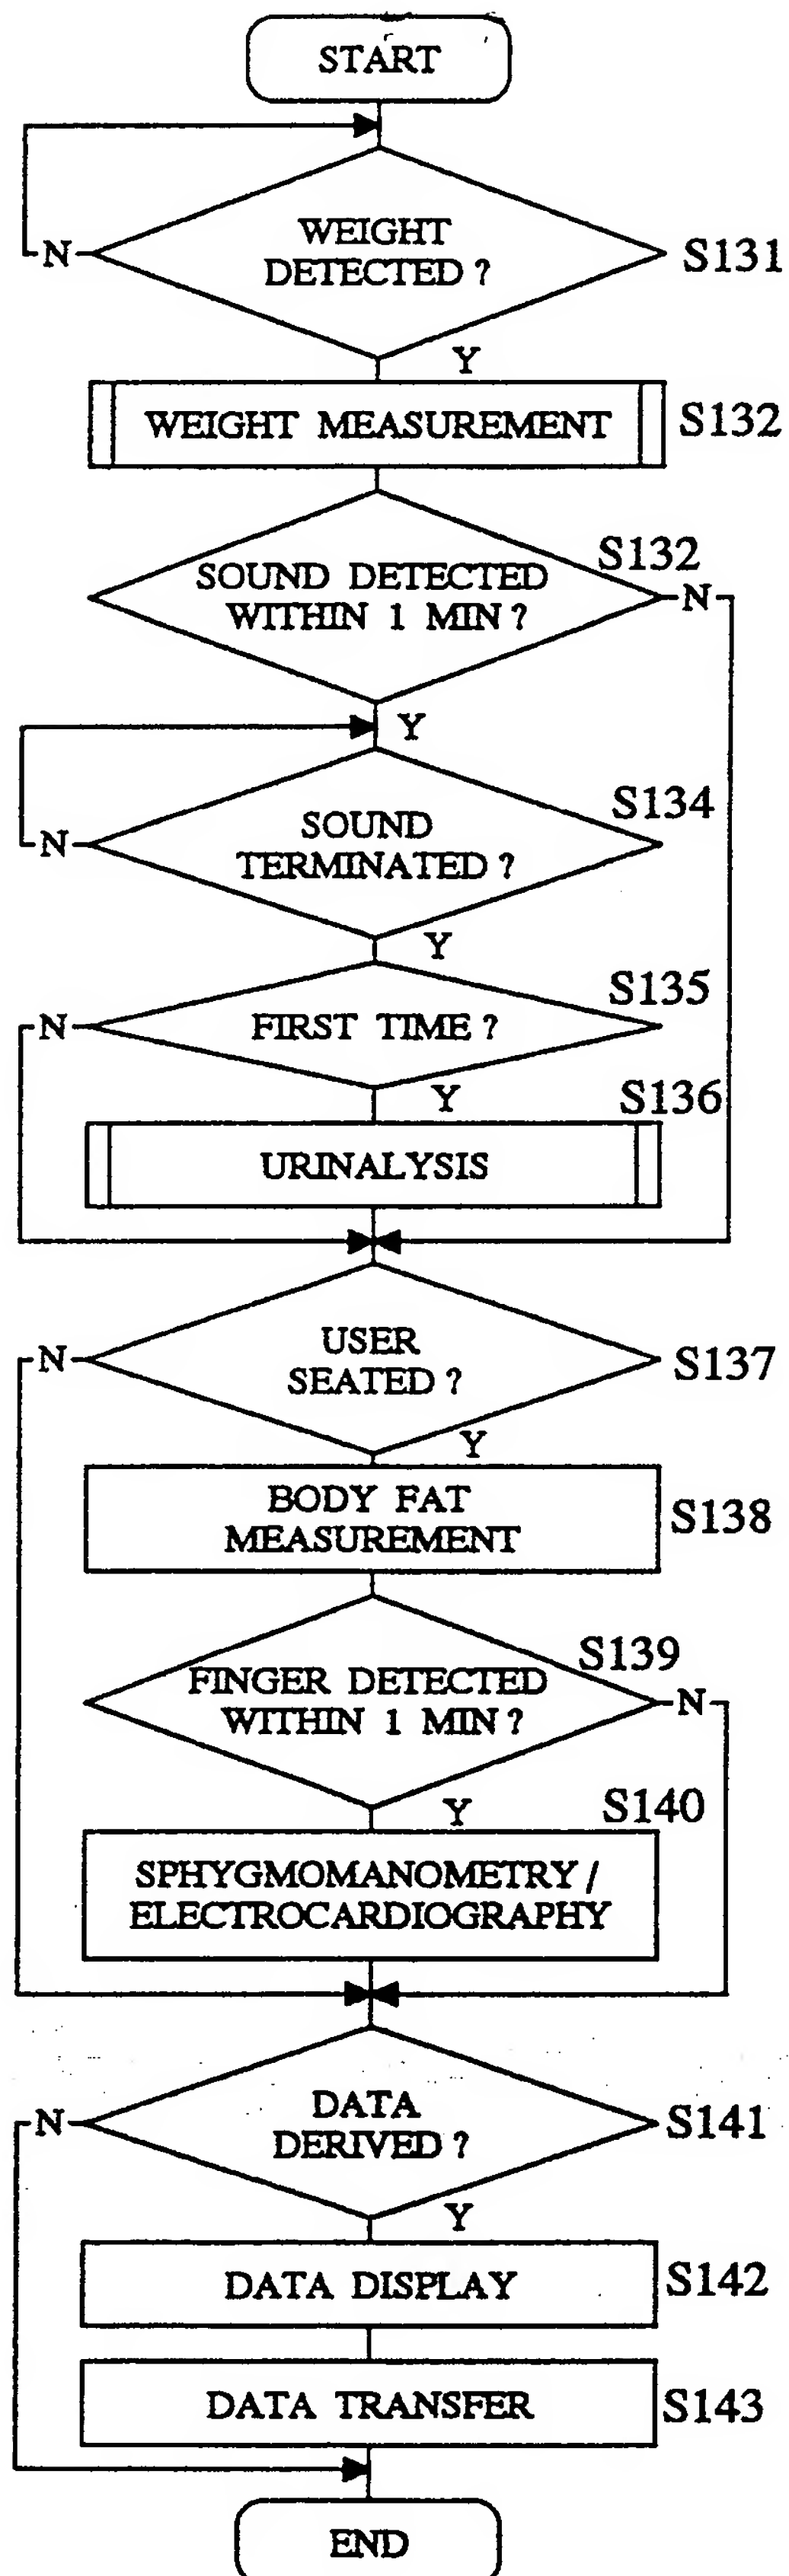 START
WEIGHT
DETECTED ?
S131
N
Y
WEIGHT MEASUREMENT
S132
S132
SOUND DETECTED
WITHIN 1 MIN ?
N
Y
S134
SOUND
TERMINATED ?
N
Y
S135
FIRST TIME ?
N
Y
S136
URINALYSIS
USER
SEATED ?
N
S137
Y
BODY FAT
MEASUREMENT
S138
S139
FINGER DETECTED
WITHIN 1 MIN ?
N
Y
S140
SPHYGMOMANOMETRY /
ELECTROCARDIOGRAPHY
DATA
DERIVED ?
N
S141
Y
DATA DISPLAY
S142
DATA TRANSFER
S143
END